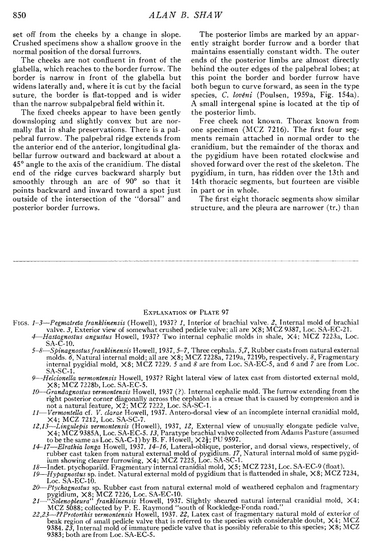 850
ALAN B. SHAW
set off from the cheeks by a change in slope.
Crushed specimens show a shallow groove in the
normal position of the dorsal furrows.
The cheeks are not confluent in front of the
glabella, which reaches to the border furrow. The
border is narrow in front of the glabella but
widens laterally and, where it is cut by the facial
suture, the border is flat-topped and is wider
than the narrow subpalpebral field within it.
The fixed cheeks appear to have been gently
downsloping and slightly convex but are nor-
mally flat in shale preservations. There is a pal-
pebral furrow. The palpebral ridge extends from
the anterior end of the anterior, longitudinal gla-
bellar furrow outward and backward at about a
45° angle to the axis of the cranidium. The distal
end of the ridge curves backward sharply but
smoothly through an arc of 90° so that it
points backward and inward toward a spot just
outside of the intersection of the "dorsal" and
posterior border furrows.
The posterior limbs are marked by an appar-
ently straight border furrow and a border that
maintains essentially constant width. The outer
ends of the posterior limbs are almost directly
behind the outer edges of the palpebral lobes; at
this point the border and border furrow have
both begun to curve forward, as seen in the type
species, C. lorèni (Poulsen, 1959a, Fig. 154a).
A small intergenal spine is located at the tip of
the posterior limb.
Free cheek not known. Thorax known from
one specimen (MCZ 7216). The first four seg-
ments remain attached in normal order to the
cranidium, but the remainder of the thorax and
the pygidium have been rotated clockwise and
shoved forward over the rest of the skeleton. The
pygidium, in turn, has ridden over the 13th and
14th thoracic segments, but fourteen are visible
in part or in whole.
The first eight thoracic segments show similar
structure, and the pleura are narrower (tr.) than
EXPLANATION OF PLATE 97
FIGS. 1-3—Pegmatreta franklinensis (Howell), 1937? 1, Interior of brachial valve. 2, Internal mold of brachial
valve. 3, Exterior view of somewhat crushed pedicle valve; all are ×8; MCZ 9387, Loc. SA-EC-21.
4—Hastagnostus angustus Howell, 1937? Two internal cephalic molds in shale, ×4; MCZ 7223a, Loc.
SA-C-10.
5-8—Spinagnostus franklinensis Howell, 1937. 5-7, Three cephala. 5,7, Rubber casts from natural external
molds. 6, Natural internal mold; all are ×8; MCZ 7228a, 7219a, 7219b, respectively. 8, Fragmentary
internal pygidial mold, ×8; MCZ 7229. 5 and 8 are from Loc. SA-EC-5, and 6 and 7 are from Loc.
SA-SC-1.
9—Helcionella vermontensis Howell, 1937? Right lateral view of latex cast from distorted external mold,
×8; MCZ 7228b, Loc. SA-EC-5.
10—Grandagnostus vermontensis Howell, 1937 (?). Internal cephalic mold. The furrow extending from the
right posterior corner diagonally across the cephalon is a crease that is caused by compression and is
not a natural feature, ×2; MCZ 7222, Loc. SA-SC-1.
11—Vermontella cf. V. clarae Howell, 1937. Antero-dorsal view of an incomplete internal cranidial mold,
×4; MCZ 7212, Loc. SA-SC-7.
12,13—Lingulepis vermontensis (Howell), 1937. 12, External view of unusually elongate pedicle valve,
×4; MCZ 9385A, Loc. SA-EC-5. 13, Paratype brachial valve collected from Adams Pasture (assumed
to be the same as Loc. SA-C-1) by B. F. Howell, ×2½; PU 9592.
14-17—Elrathia longa Howell, 1937. 14-16, Lateral-oblique, posterior, and dorsal views, respectively, of
rubber cast taken from natural external mold of pygidium. 17, Natural internal mold of same pygid-
ium showing clearer furrowing, ×4; MCZ 7225, Loc. SA-SC-1.
18—Indet. ptychopariid. Fragmentary internal cranidial mold, ×5; MCZ 7231, Loc. SA-EC-9 (float).
19—Hypagnostus sp. indet. Natural external mold of pygidium that is flattened in shale, ×8; MCZ 7234,
Loc. SA-EC-10.
20—Ptychagnostus sp. Rubber cast from natural external mold of weathered cephalon and fragmentary
pygidium, ×8; MCZ 7226, Loc. SA-EC-10.
21—"Solenopleura" franklinensis Howell, 1937. Slightly sheared natural internal cranidial mold, ×4;
MCZ 5088; collected by P. E. Raymond "south of Rockledge-Fonda road."
22,23—?Protorthis vermontensis Howell, 1937. 22, Latex cast of fragmentary natural mold of exterior of
beak region of small pedicle valve that is referred to the species with considerable doubt, ×4; MCZ
9384. 23, Internal mold of immature pedicle valve that is possibly referable to this species; ×8; MCZ
9383; both are from Loc. SA-EC-5.